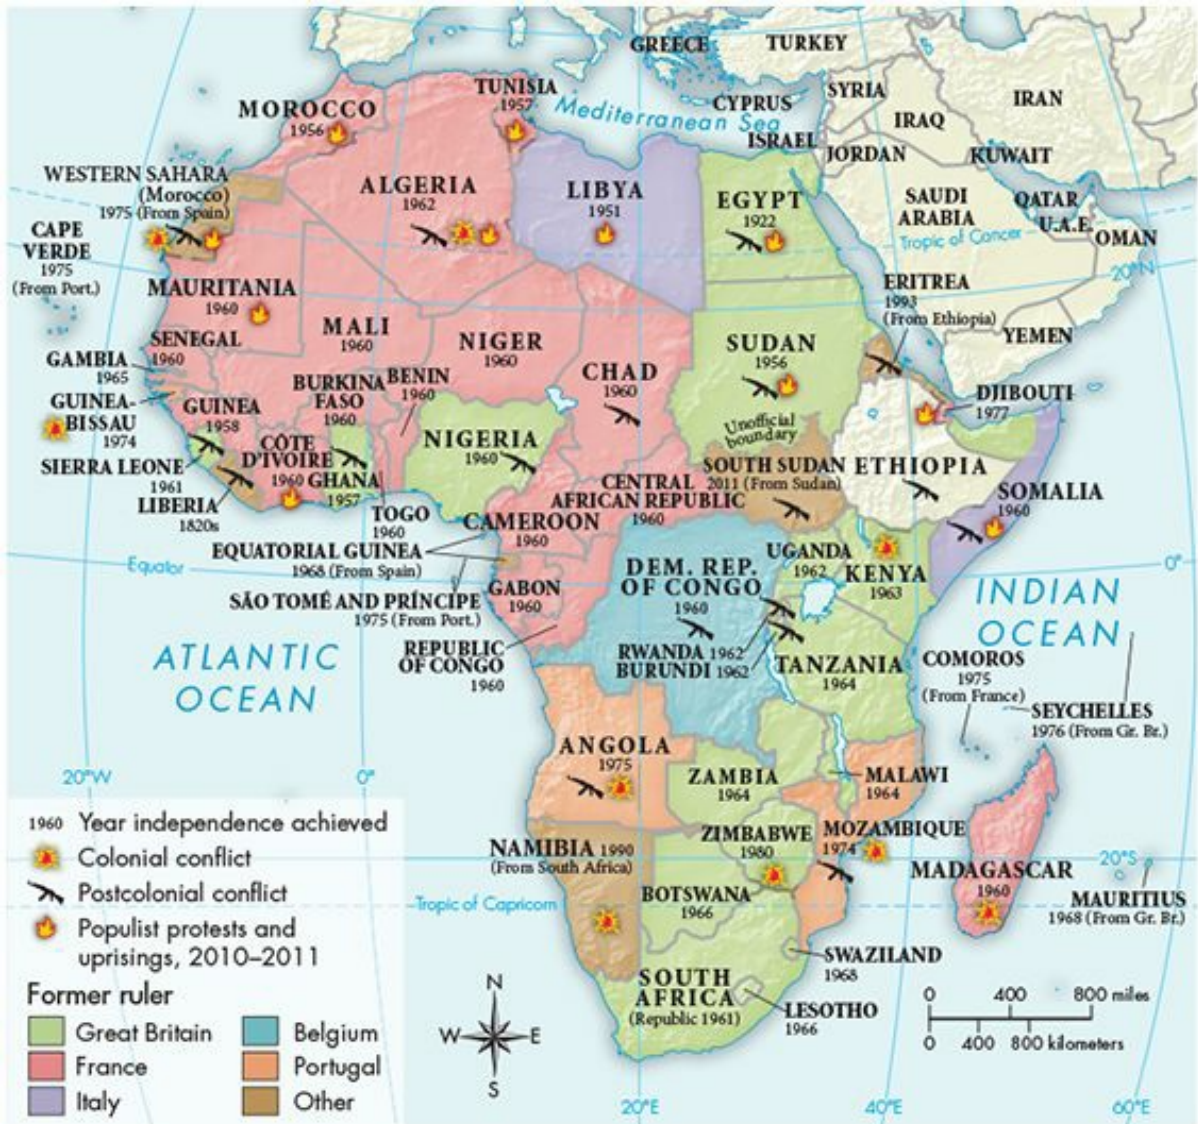 GREECE
TURKEY
TUNISIA
1957
Mediterranean Sea
CYPRUS
SYRIA
IRAN
MOROCCO
1956
IRAQ
ISRAEL
JORDAN
KUWAIT
WESTERN SAHARA
(Morocco)
1975 (From Spain)
ALGERIA
1962
LIBYA
1951
EGYPT
1922
SAUDI
ARABIA
QATAR
U.A.E.
OMAN
Tropic of Cancer
20°N
CAPE
VERDE
1975
(From Port.)
MAURITANIA
1960
ERITREA
1993
(From Ethiopia)
YEMEN
SENEGAL
1960
MALI
1960
NIGER
1960
CHAD
1960
SUDAN
1956
GAMBIA
1965
GUINEA-
BISSAU
1974
GUINEA
1958
BURKINA
FASO
1960
BENIN
1960
DJIBOUTI
1977
Unofficial
boundary
NIGERIA
1960
CÔTE
D'IVOIRE
1960
GHANA
1957
SIERRA LEONE
1961
LIBERIA
1820s
SOUTH SUDAN
2011 (From Sudan)
ETHIOPIA
CENTRAL
AFRICAN REPUBLIC
1960
SOMALIA
1960
TOGO
1960
CAMEROON
1960
EQUATORIAL GUINEA
1968 (From Spain)
Equator
0°
UGANDA
1962
KENYA
1963
DEM. REP.
OF CONGO
1960
GABON
1960
SÃO TOMÉ AND PRÍNCIPE
1975 (From Port.)
REPUBLIC
OF CONGO
1960
RWANDA 1962
BURUNDI 1962
TANZANIA
1964
INDIAN
OCEAN
ATLANTIC
OCEAN
COMOROS
1975
(From France)
SEYCHELLES
1976 (From Gr. Br.)
ANGOLA
1975
ZAMBIA
1964
MALAWI
1964
20°W
0°
NAMIBIA 1990
(From South Africa)
ZIMBABWE
1980
MOZAMBIQUE
1974
MADAGASCAR
1960
20°S
MAURITIUS
1968 (From Gr. Br.)
Tropic of Capricorn
BOTSWANA
1966
SWAZILAND
1968
SOUTH
AFRICA
(Republic 1961)
LESOTHO
1966
1960 Year independence achieved
Colonial conflict
Postcolonial conflict
Populist protests and
uprisings, 2010–2011
Former ruler
Great Britain
France
Italy
Belgium
Portugal
Other
N
W E
S
0 400 800 miles
0 400 800 kilometers
20°E
40°E
60°E